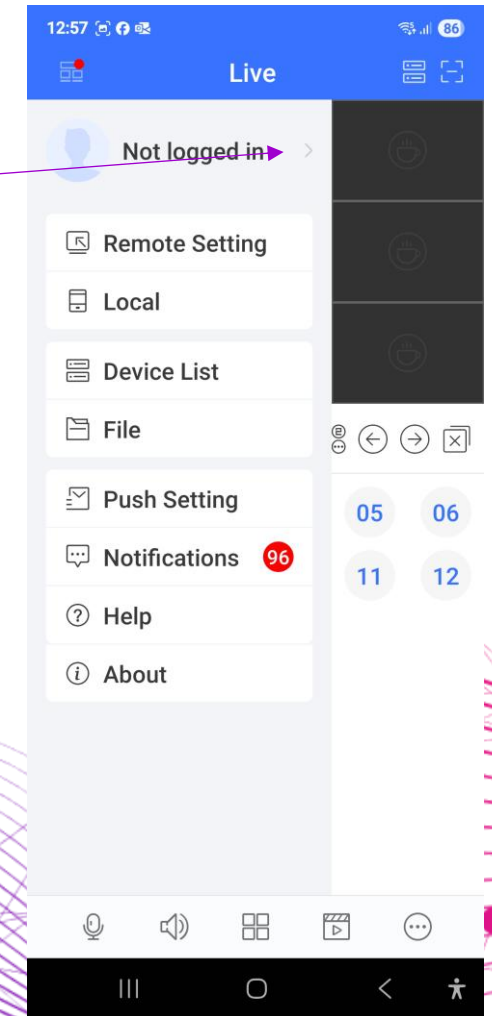 12:57
86
Live
Not logged in
Remote Setting
Local
Device List
File
Push Setting
05 06
Notifications 96
11 12
Help
About